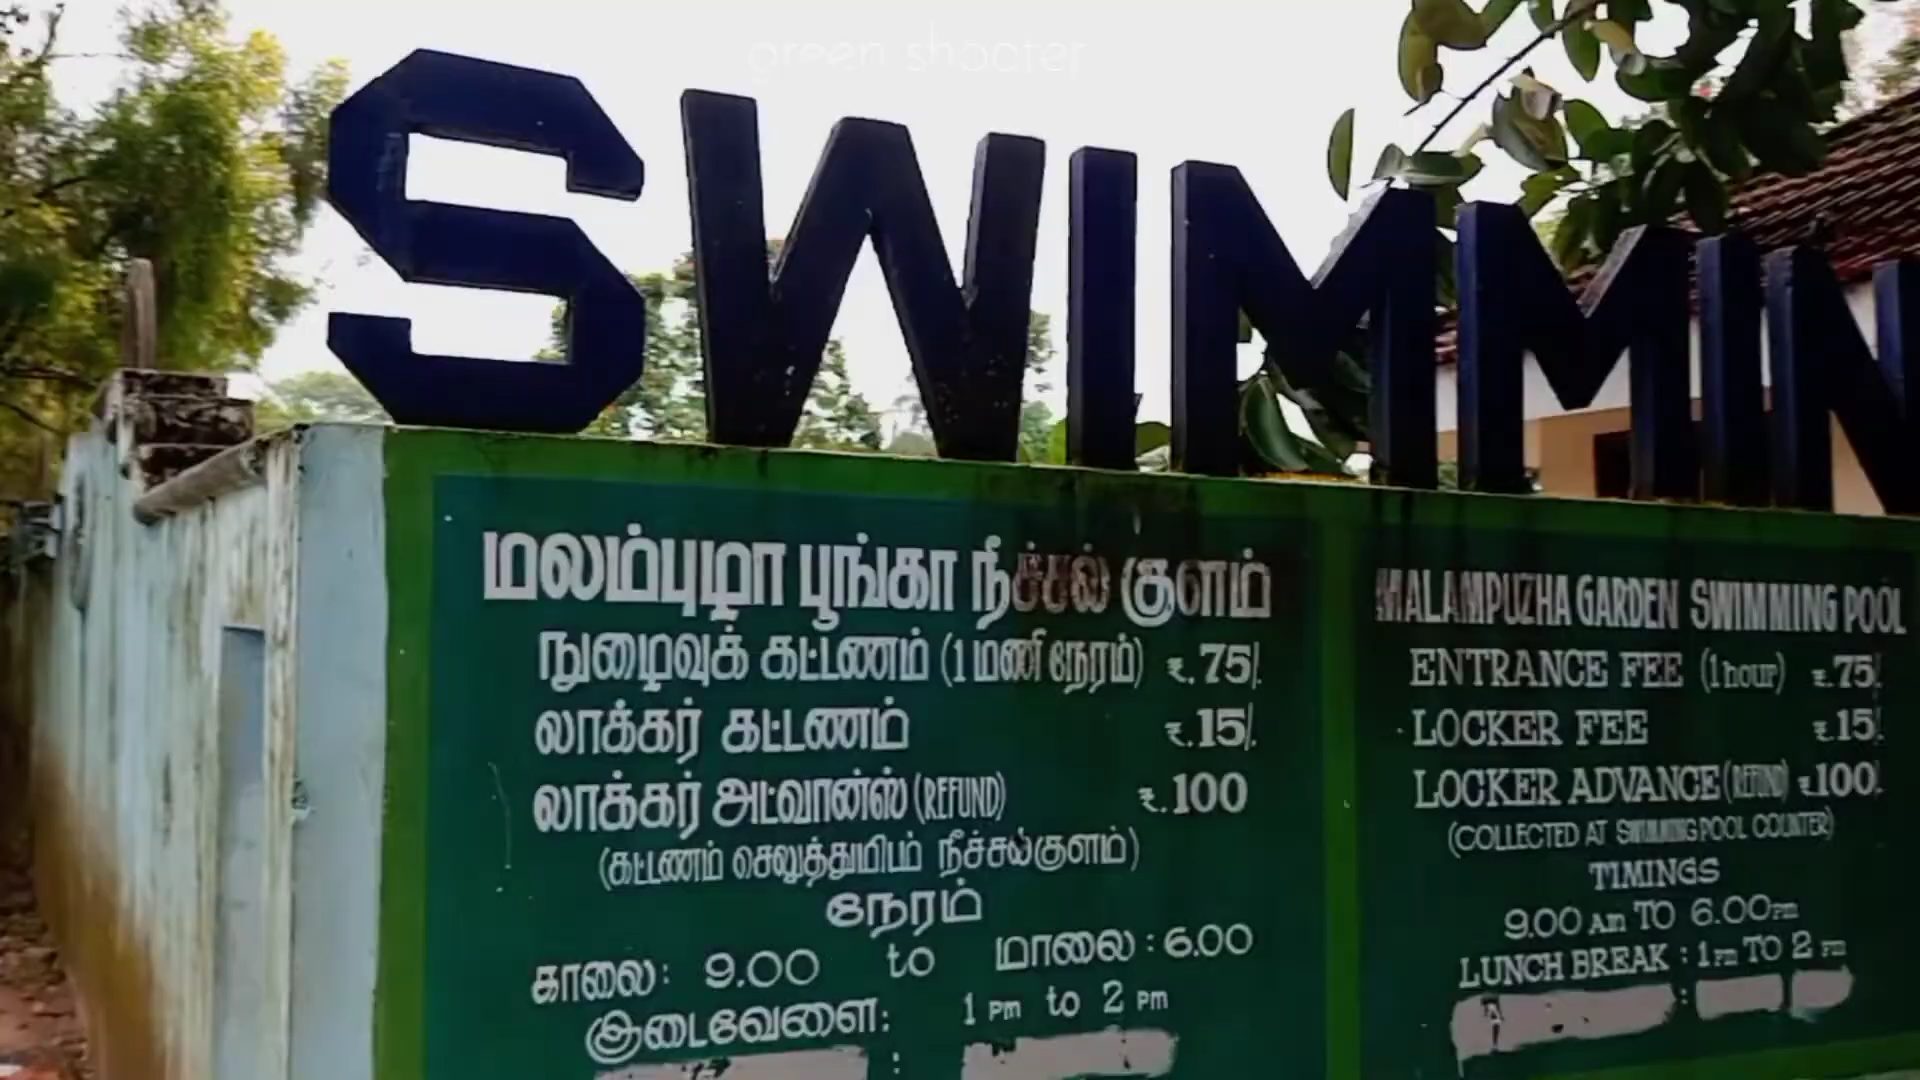 green shooter
SWIMMIN
மலம்புழா பூங்கா நீச்சல் குளம்
நுழைவுக் கட்டணம் (1 மணி நேரம்) ₹.75/.
லாக்கர் கட்டணம் ₹.15/.
லாக்கர் அட்வான்ஸ் (REFUND) ₹.100
(கட்டணம் செலுத்துமிடம் நீச்சல்குளம்)
நேரம்
காலை: 9.00 to மாலை: 6.00
இடைவேளை: 1 Pm to 2 Pm
MALAMPUZHA GARDEN SWIMMING POOL
ENTRANCE FEE (1 hour) ₹.75/.
LOCKER FEE ₹.15/.
LOCKER ADVANCE (REFUND) ₹.100/.
(COLLECTED AT SWIMMING POOL COUNTER)
TIMINGS
9.00 Am TO 6.00 Pm
LUNCH BREAK : 1 Pm TO 2 Pm